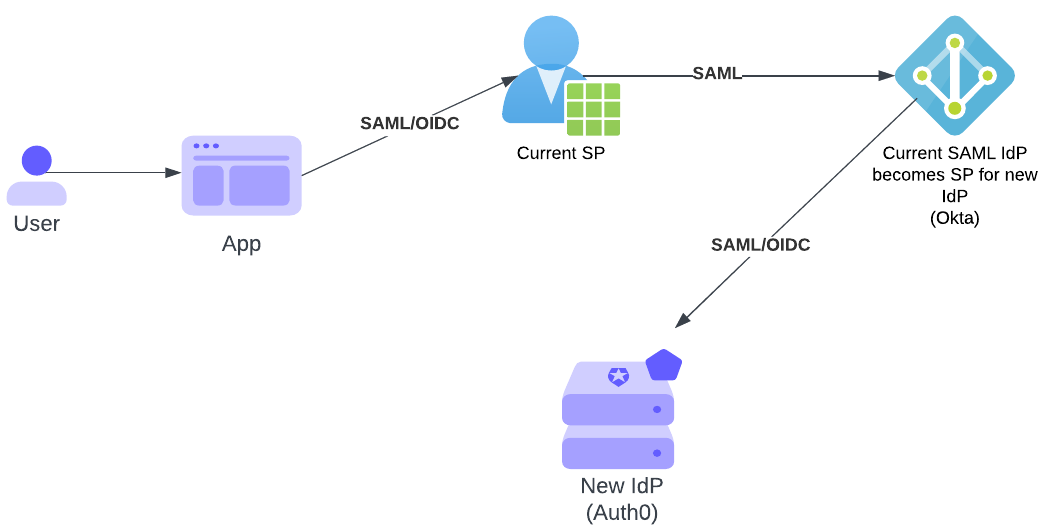 SAML
SAML/OIDC
Current SP
Current SAML IdP
becomes SP for new
IdP
(Okta)
User
App
SAML/OIDC
New IdP
(Auth0)